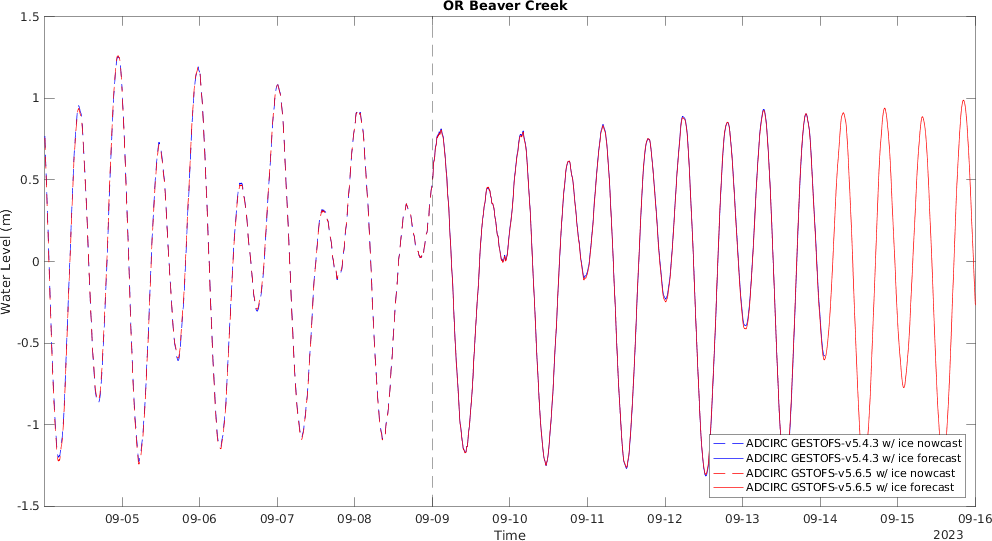 OR Beaver Creek
1.5
1
0.5
0
-0.5
-1
-1.5
Water Level (m)
ADCIRC GESTOFS-v5.4.3 w/ ice nowcast
ADCIRC GESTOFS-v5.4.3 w/ ice forecast
ADCIRC GSTOFS-v5.6.5 w/ ice nowcast
ADCIRC GSTOFS-v5.6.5 w/ ice forecast
09-05 09-06 09-07 09-08 09-09 09-10 09-11 09-12 09-13 09-14 09-15 09-16
Time
2023